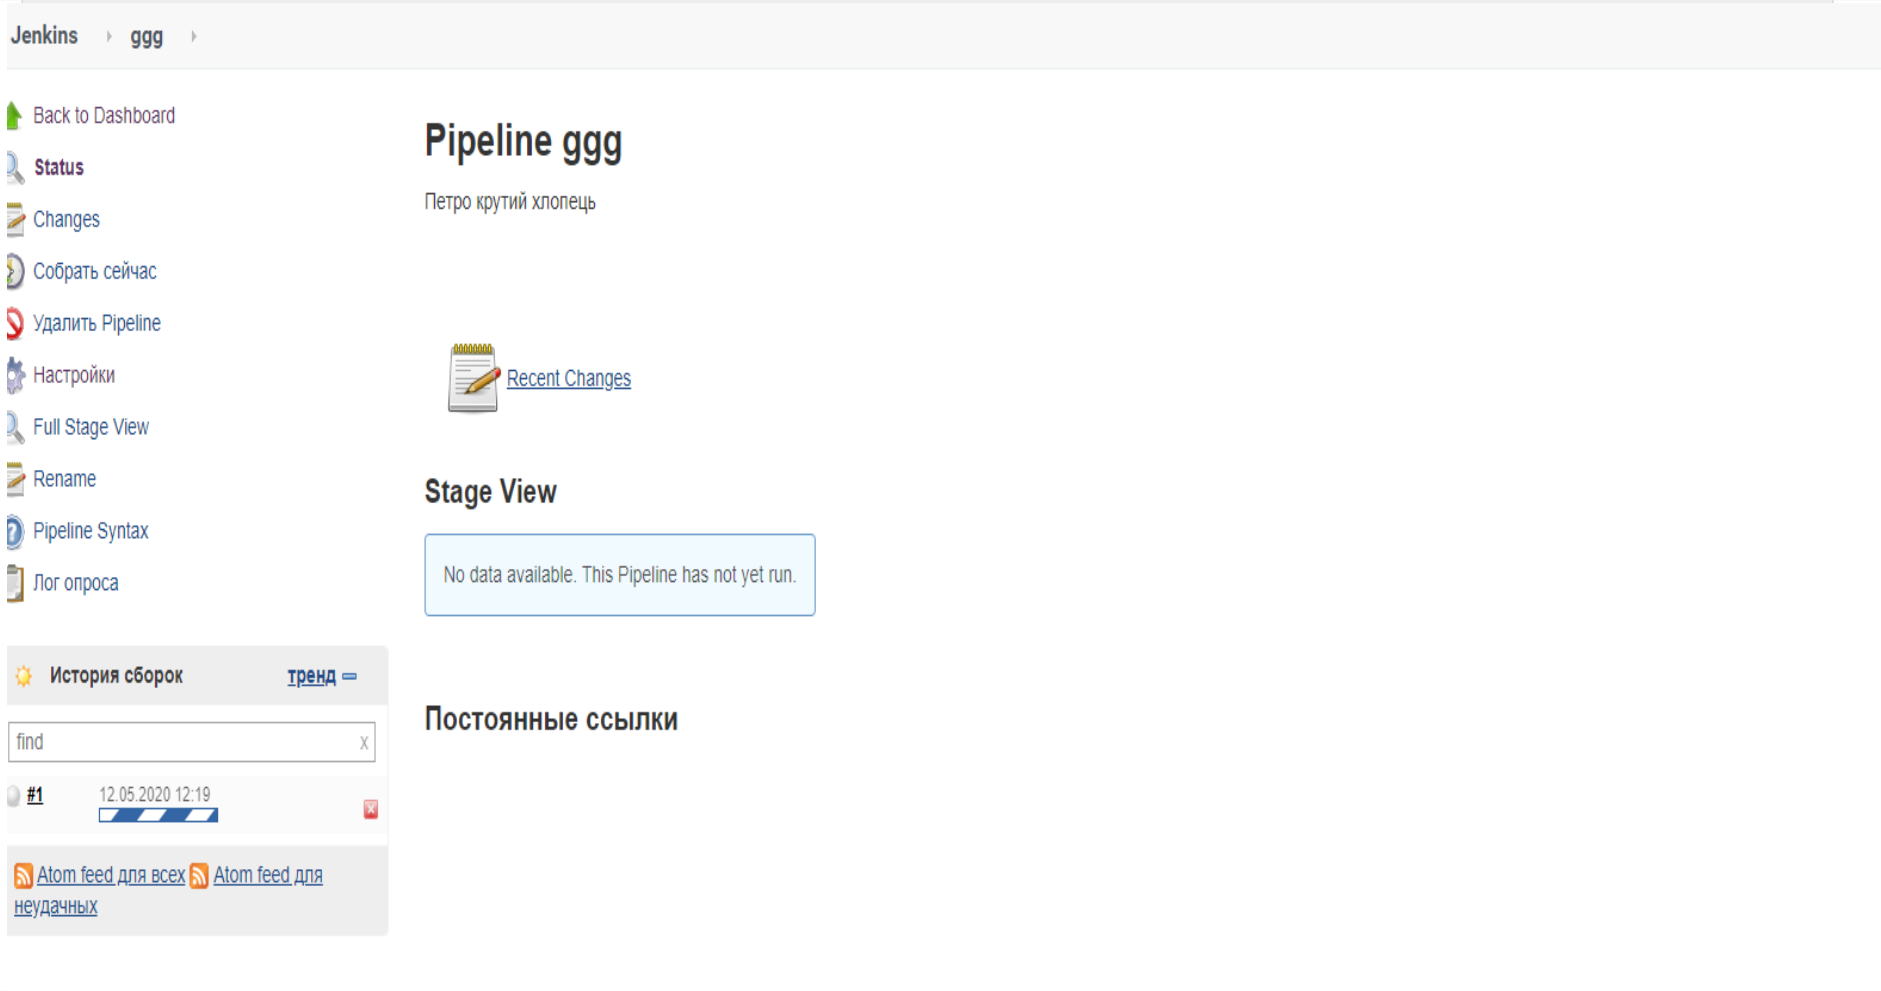 Jenkins ggg
Back to Dashboard
Status
Changes
Собрать сейчас
Удалить Pipeline
Настройки
Full Stage View
Rename
Pipeline Syntax
Лог опроса
История сборок тренд
find x
#1 12.05.2020 12:19
Atom feed для всех Atom feed для
неудачных
Pipeline ggg
Петро крутий хлопець
Recent Changes
Stage View
No data available. This Pipeline has not yet run.
Постоянные ссылки